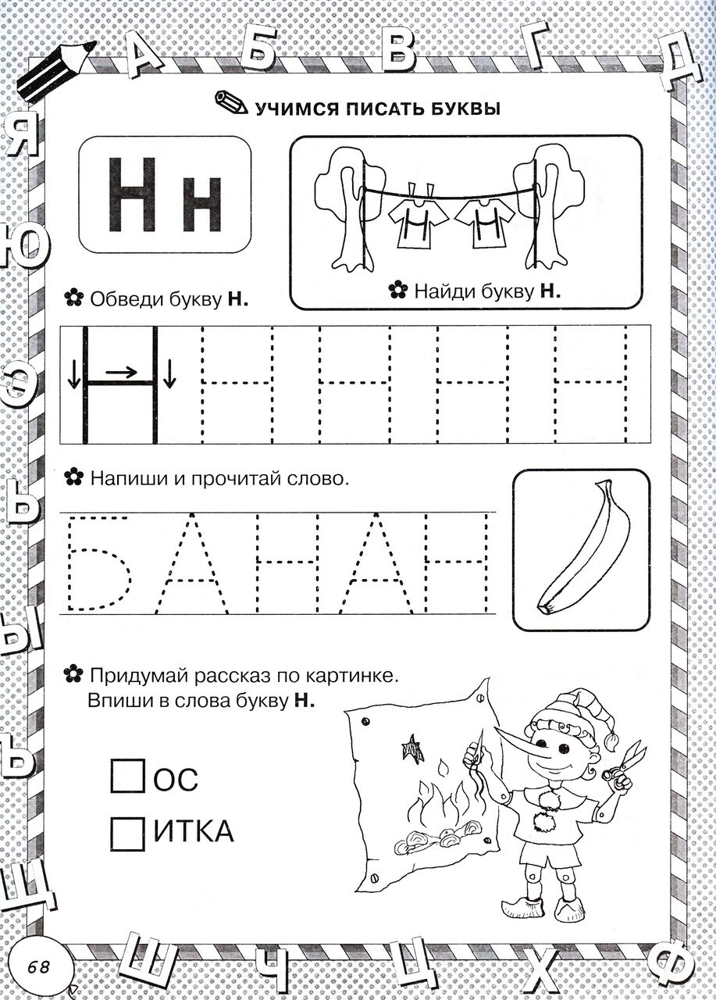 А Б В Г Д
УЧИМСЯ ПИСАТЬ БУКВЫ
Я
Н н
Н Н
Ю
Найди букву Н.
Обведи букву Н.
Н Н Н Н Н
Э
Напиши и прочитай слово.
Ь
БАНАН
Ы
Придумай рассказ по картинке.
Впиши в слова букву Н.
Ъ
ОС
ИТКА
Щ
68
Ш Ч Ц Х Ф